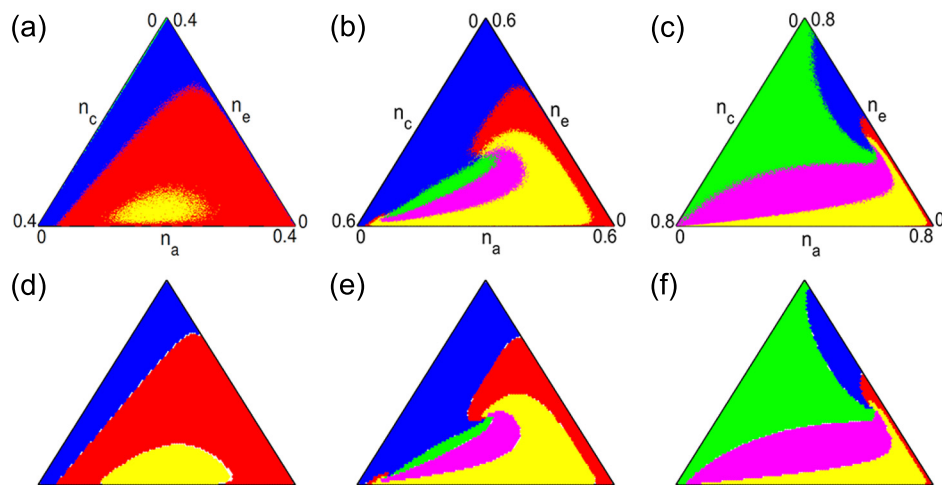 (a) 0 0.4 (b) 0 0.6 (c) 0 0.8
n_c n_e n_c n_e n_c n_e
0.4 0 0.6 0 0.8 0
0 n_a 0.4 0 n_a 0.6 0 n_a 0.8
(d) (e) (f)